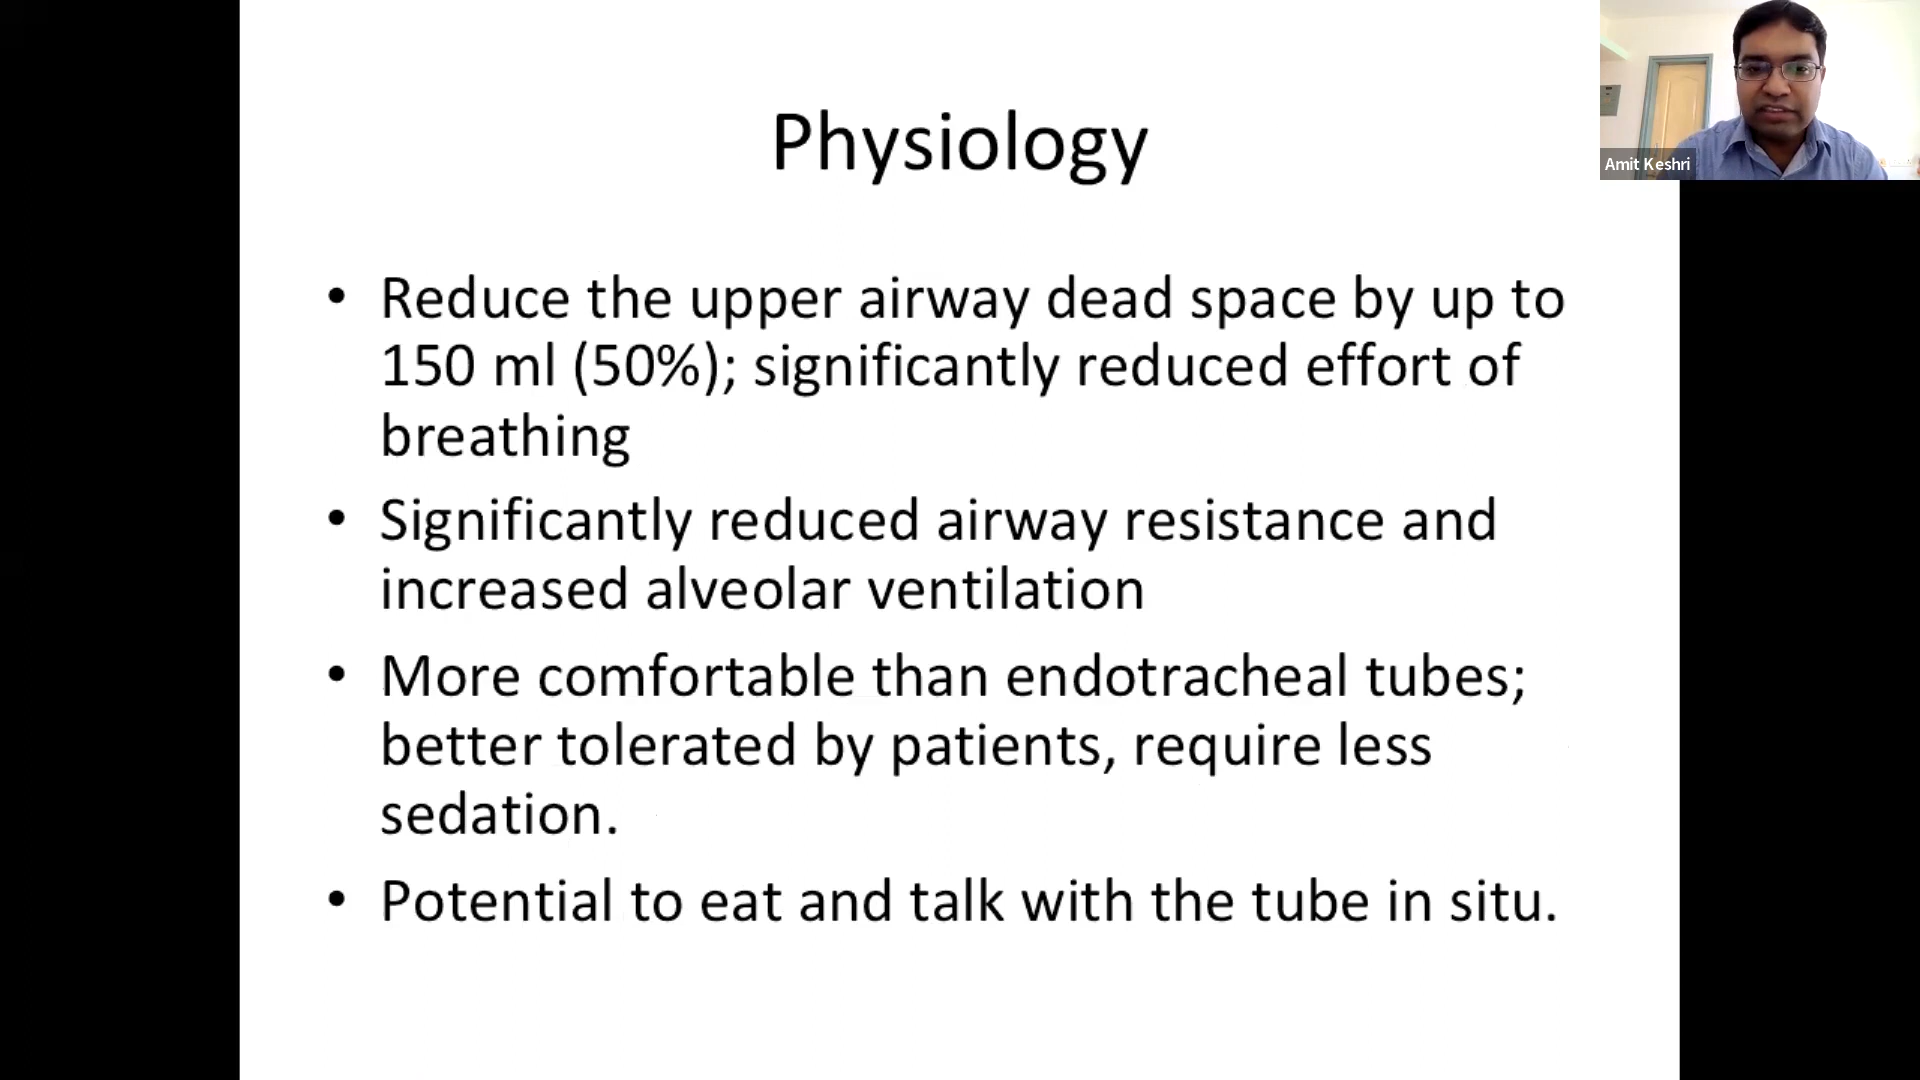 Physiology
• Reduce the upper airway dead space by up to
150 ml (50%); significantly reduced effort of
breathing
• Significantly reduced airway resistance and
increased alveolar ventilation
• More comfortable than endotracheal tubes;
better tolerated by patients, require less
sedation.
• Potential to eat and talk with the tube in situ.
Amit Keshri